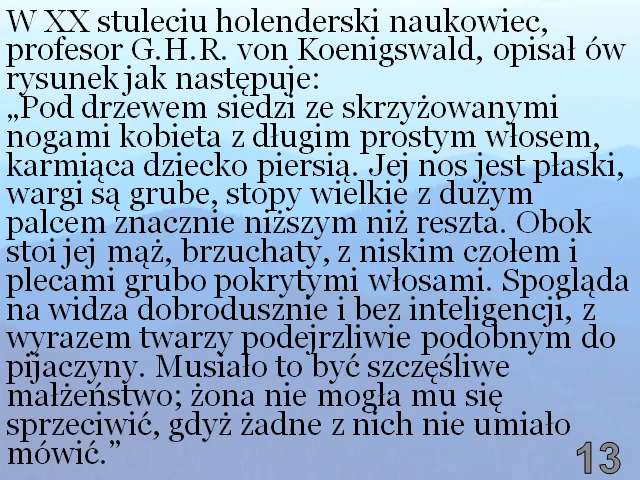 W XX stuleciu holenderski naukowiec,
profesor G.H.R. von Koenigswald, opisał ów
rysunek jak następuje:
„Pod drzewem siedzi ze skrzyżowanymi
nogami kobieta z długim prostym włosem,
karmiąca dziecko piersią. Jej nos jest płaski,
wargi są grube, stopy wielkie z dużym
palcem znacznie niższym niż reszta. Obok
stoi jej mąż, brzuchaty, z niskim czołem i
plecami grubo pokrytymi włosami. Spogląda
na widza dobrodusznie i bez inteligencji, z
wyrazem twarzy podejrzliwie podobnym do
pijaczyny. Musiało to być szczęśliwe
małżeństwo; żona nie mogła mu się
sprzeciwić, gdyż żadne z nich nie umiało
mówić.”
13